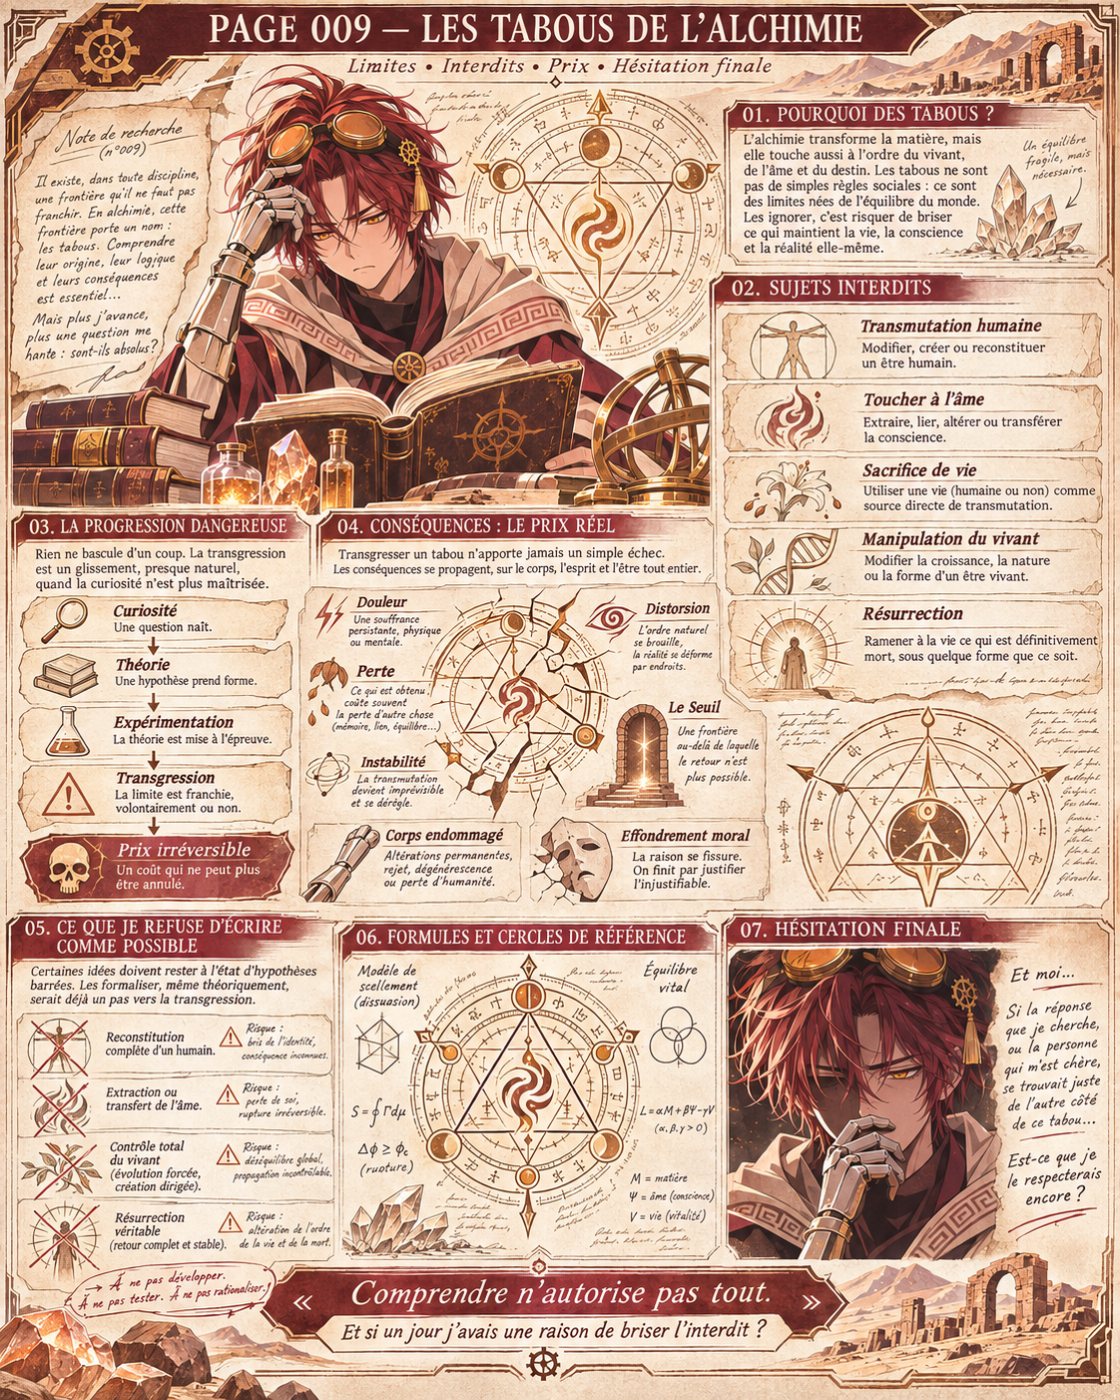 PAGE 009 — LES TABOUS DE L'ALCHIMIE
Limites • Interdits • Prix • Hésitation finale
Note de recherche
(n°009)
Il existe, dans toute discipline,
une frontière qu'il ne faut pas
franchir. En alchimie, cette
frontière porte un nom :
les tabous. Comprendre
leur origine, leur logique
et leurs conséquences
est essentiel...
Mais plus j'avance,
plus une question me
hante : sont-ils absolus?
01. POURQUOI DES TABOUS ?
L'alchimie transforme la matière, mais
elle touche aussi à l'ordre du vivant,
de l'âme et du destin. Les tabous ne sont
pas de simples règles sociales : ce sont
des limites nées de l'équilibre du monde.
Les ignorer, c'est risquer de briser
ce qui maintient la vie, la conscience
et la réalité elle-même.
Un équilibre
fragile, mais
nécessaire.
02. SUJETS INTERDITS
Transmutation humaine
Modifier, créer ou reconstituer
un être humain.
Toucher à l'âme
Extraire, lier, altérer ou transférer
la conscience.
Sacrifice de vie
Utiliser une vie (humaine ou non) comme
source directe de transmutation.
Manipulation du vivant
Modifier la croissance, la nature
ou la forme d'un être vivant.
Résurrection
Ramener à la vie ce qui est définitivement
mort, sous quelque forme que ce soit.
03. LA PROGRESSION DANGEREUSE
Rien ne bascule d'un coup. La transgression
est un glissement, presque naturel,
quand la curiosité n'est plus maîtrisée.
Curiosité
Une question naît.
Théorie
Une hypothèse prend forme.
Expérimentation
La théorie est mise à l'épreuve.
Transgression
La limite est franchie,
volontairement ou non.
Prix irréversible
Un coût qui ne peut plus
être annulé.
04. CONSÉQUENCES : LE PRIX RÉEL
Transgresser un tabou n'apporte jamais un simple échec.
Les conséquences se propagent, sur le corps, l'esprit et l'être tout entier.
Douleur
Une souffrance
persistante, physique
ou mentale.
Perte
Ce qui est obtenu
coûte souvent
la perte d'autre chose
(mémoire, lien, équilibre...)
Instabilité
La transmutation
devient imprévisible
et se dérègle.
Distorsion
L'ordre naturel
se brouille,
la réalité se déforme
par endroits.
Le Seuil
Une frontière
au-delà de laquelle
le retour n'est
plus possible.
Corps endommagé
Altérations permanentes,
rejet, dégénérescence
ou perte d'humanité.
Effondrement moral
La raison se fissure.
On finit par justifier
l'injustifiable.
05. CE QUE JE REFUSE D'ÉCRIRE
COMME POSSIBLE
Certaines idées doivent rester à l'état d'hypothèses
barrées. Les formaliser, même théoriquement,
serait déjà un pas vers la transgression.
Reconstitution
complète d'un humain.
Risque :
bris de l'identité,
conséquence inconnues.
Extraction ou
transfert de l'âme.
Risque :
perte de soi,
rupture irréversible.
Contrôle total
du vivant
(évolution forcée,
création dirigée).
Risque :
déséquilibre global,
propagation incontrôlable.
Résurrection
véritable
(retour complet et stable).
Risque :
altération de l'ordre
de la vie et de la mort.
À ne pas développer.
À ne pas tester. À ne pas rationaliser.
06. FORMULES ET CERCLES DE RÉFÉRENCE
Modèle de
scellement
(dissuasion)
Équilibre
vital
S = ∮ Γdμ
Δϕ ≥ ϕc
(ruoture)
L = αM + βΨ − γV
(α, β, γ > 0)
M = matière
Ψ = âme (conscience)
V = vie (vitalité)
07. HÉSITATION FINALE
Et moi...
Si la réponse
que je cherche,
ou la personne
qui m'est chère,
se trouvait juste
de l'autre côté
de ce tabou...
Est-ce que je
le respecterais
encore ?
« Comprendre n'autorise pas tout. »
Et si un jour j'avais une raison de briser l'interdit ?